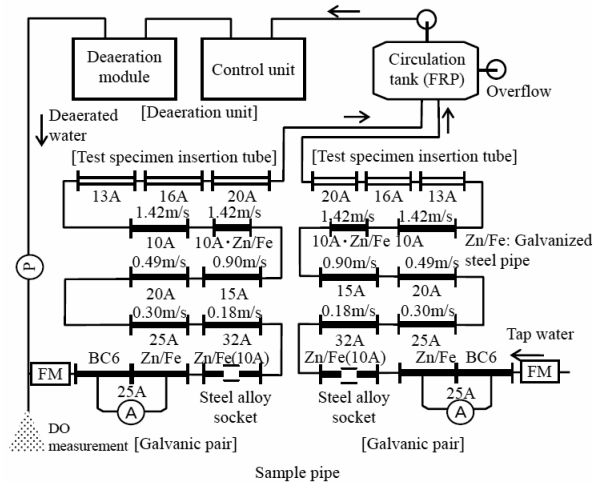 Deaeration
module
Control unit
Circulation
tank (FRP)
Overflow
[Deaeration unit]
Deaerated
water
[Test specimen insertion tube]
[Test specimen insertion tube]
13A
16A
20A
20A
16A
13A
1.42m/s
1.42m/s
1.42m/s
1.42m/s
10A
10A・Zn/Fe
10A・Zn/Fe
10A
Zn/Fe: Galvanized
steel pipe
P
0.49m/s
0.90m/s
0.90m/s
0.49m/s
20A
15A
15A
20A
0.30m/s
0.18m/s
0.18m/s
0.30m/s
25A
32A
32A
25A
Tap water
FM
BC6
Zn/Fe
Zn/Fe(10A)
Zn/Fe(10A)
Zn/Fe
BC6
FM
25A
25A
A
A
Steel alloy
socket
Steel alloy
socket
DO
measurement
[Galvanic pair]
[Galvanic pair]
Sample pipe